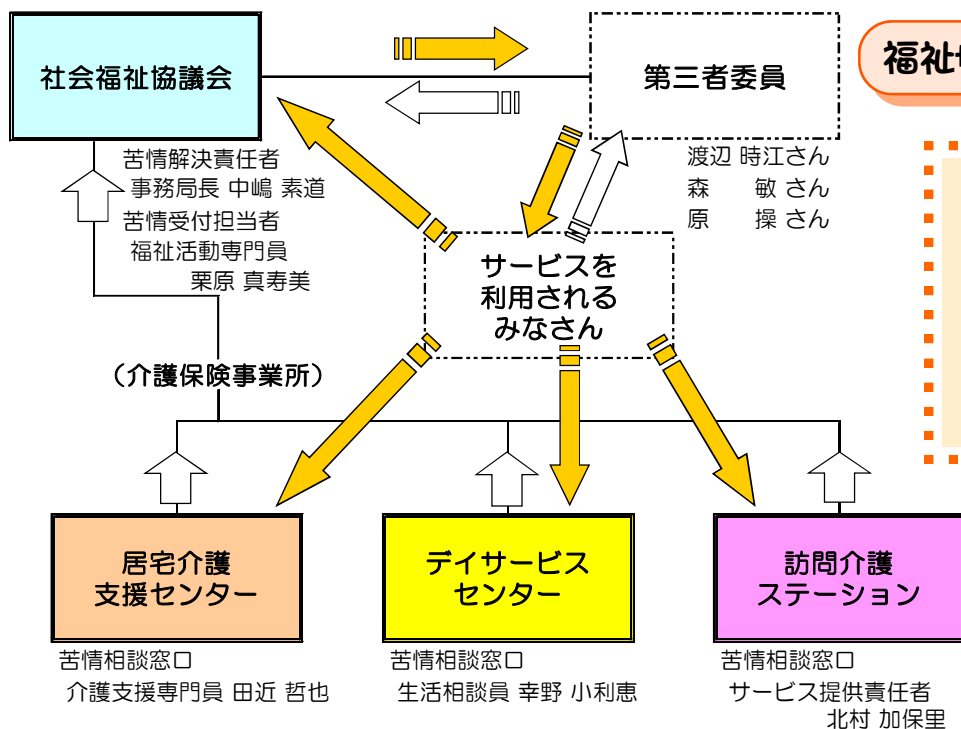 社会福祉協議会
苦情解決責任者
事務局長 中嶋 素道
苦情受付担当者
福祉活動専門員
栗原 真寿美
第三者委員
渡辺 時江さん
森　　敏 さん
原　　操 さん
福祉
サービスを
利用される
みなさん
（介護保険事業所）
居宅介護
支援センター
苦情相談窓口
介護支援専門員 田近 哲也
デイサービス
センター
苦情相談窓口
生活相談員 幸野 小利恵
訪問介護
ステーション
苦情相談窓口
サービス提供責任者
北村 加保里